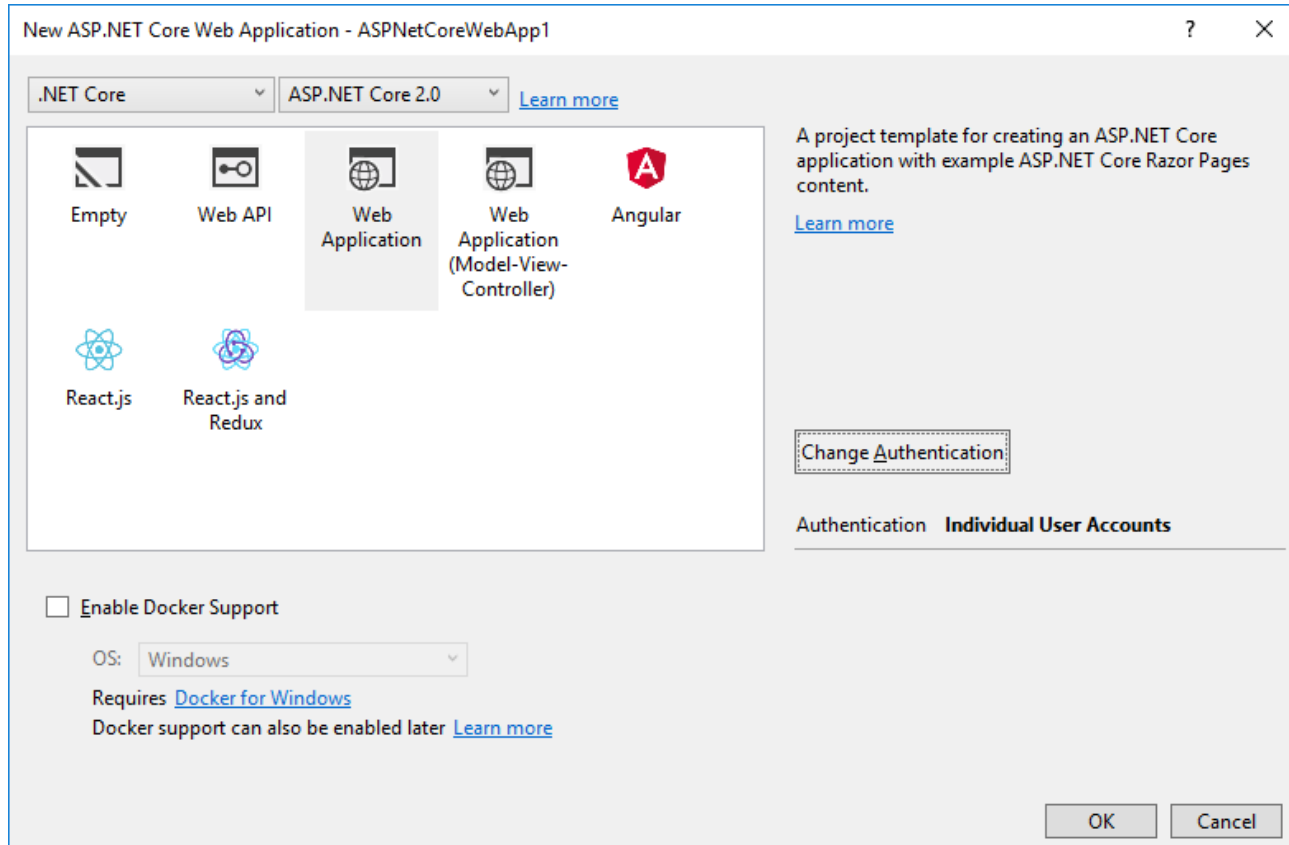 New ASP.NET Core Web Application - ASPNetCoreWebApp1
?
.NET Core
ASP.NET Core 2.0
Learn more
Empty
Web API
Web
Application
Web
Application
(Model-View-
Controller)
Angular
React.js
React.js and
Redux
A project template for creating an ASP.NET Core
application with example ASP.NET Core Razor Pages
content.
Learn more
Change Authentication
Authentication Individual User Accounts
Enable Docker Support
OS: Windows
Requires Docker for Windows
Docker support can also be enabled later Learn more
OK
Cancel